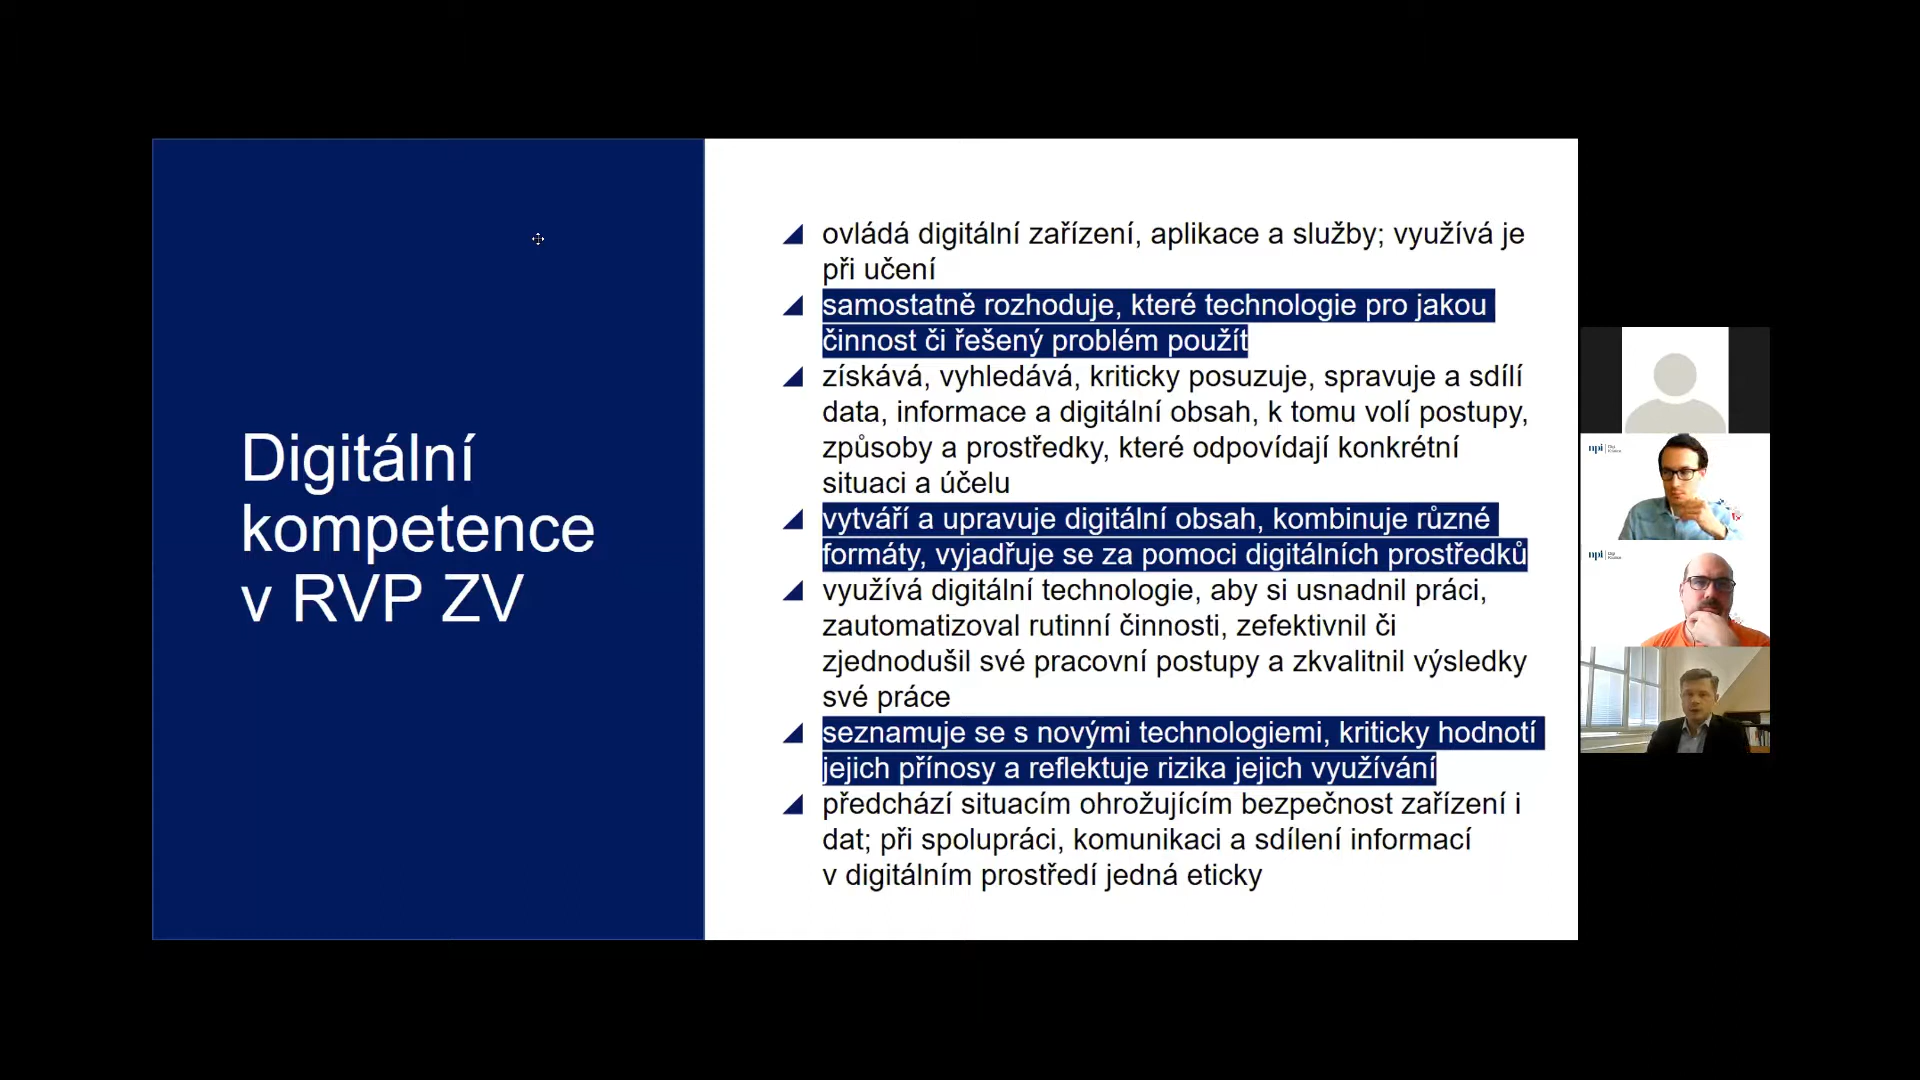 Digitální
kompetence
v RVP ZV
ovládá digitální zařízení, aplikace a služby; využívá je
při učení
samostatně rozhoduje, které technologie pro jakou
činnost či řešený problém použít
získává, vyhledává, kriticky posuzuje, spravuje a sdílí
data, informace a digitální obsah, k tomu volí postupy,
způsoby a prostředky, které odpovídají konkrétní
situaci a účelu
vytváří a upravuje digitální obsah, kombinuje různé
formáty, vyjadřuje se za pomoci digitálních prostředků
využívá digitální technologie, aby si usnadnil práci,
zautomatizoval rutinní činnosti, zefektivnil či
zjednodušil své pracovní postupy a zkvalitnil výsledky
své práce
seznamuje se s novými technologiemi, kriticky hodnotí
jejich přínosy a reflektuje rizika jejich využívání
předchází situacím ohrožujícím bezpečnost zařízení i
dat; při spolupráci, komunikaci a sdílení informací
v digitálním prostředí jedná eticky
npi
npi